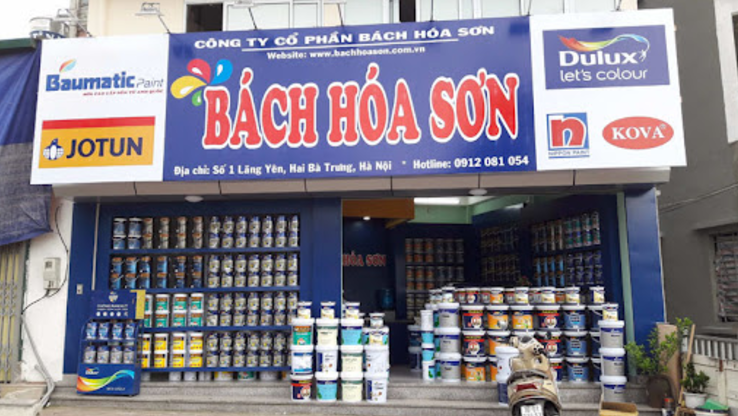 CÔNG TY CỔ PHẦN BÁCH HÓA SƠN
Website: www.bachhoason.com.vn
BÁCH HÓA SƠN
Địa chỉ: Số 1 Lãng Yên, Hai Bà Trưng, Hà Nội * Hotline: 0912 081 054
Baumatic Paint
JOTUN
Dulux
let's colour
n
NIPPON PAINT
KOVA
HÓA SƠN